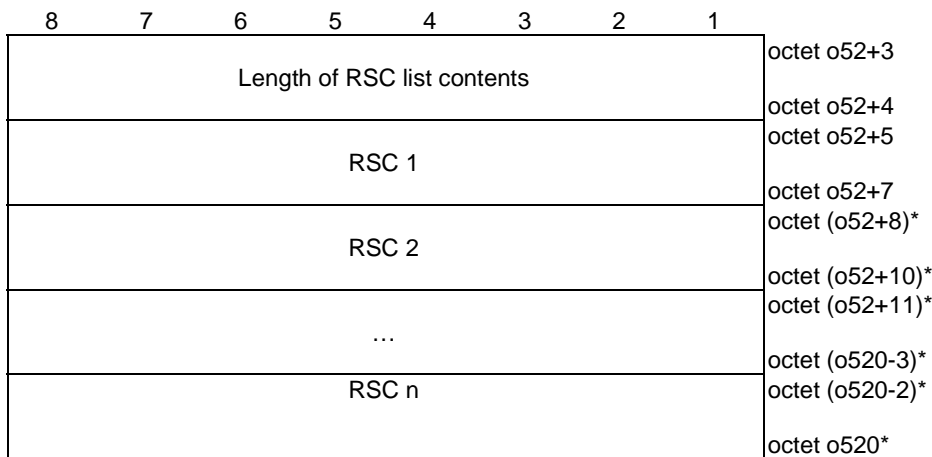 8 7 6 5 4 3 2 1
Length of RSC list contents
octet o52+3
octet o52+4
RSC 1
octet o52+5
octet o52+7
RSC 2
octet (o52+8)*
octet (o52+10)*
…
octet (o52+11)*
octet (o520-3)*
RSC n
octet (o520-2)*
octet o520*